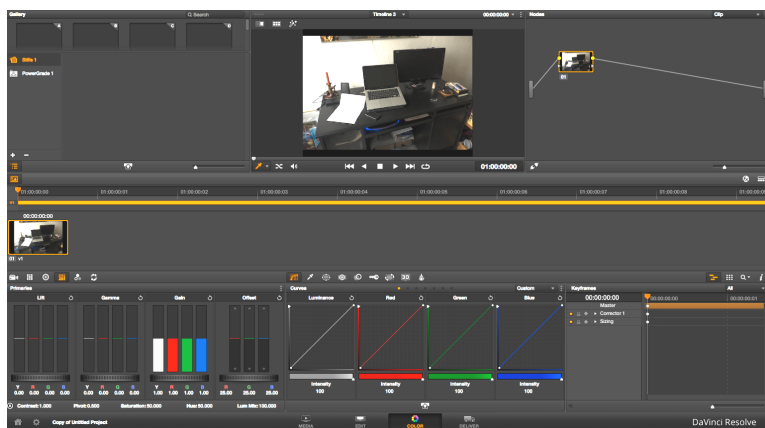 Gallery
Search
Timeline 3
00:00:00:00
Nodes
Clip
A
B
C
D
Stills 1
PowerGrade 1
01
01:00:00:00
01:00:00:00
01:00:00:01
01:00:00:02
01:00:00:03
01:00:00:04
01:00:00:05
01:00:00:06
01:00:00:07
01:00:00:08
01:00:00:09
V1
00:00:00:00
01 V1
3D
Primaries
Curves
Custom
Keyframes
All
Lift
Gamma
Gain
Offset
Luminance
Red
Green
Blue
00:00:00:00
00:00:00:00
00:00:00:01
Master
Corrector 1
Sizing
Y R G B
0.00 0.00 0.00 0.00
Y R G B
0.00 0.00 0.00 0.00
Y R G B
1.00 1.00 1.00 1.00
R G B
25.00 25.00 25.00
Intensity
100
Intensity
100
Intensity
100
Intensity
100
Contrast: 1.000
Pivot: 0.500
Saturation: 50.000
Hue: 50.000
Lum Mix: 100.000
Copy of Untitled Project
MEDIA
EDIT
COLOR
DELIVER
DaVinci Resolve